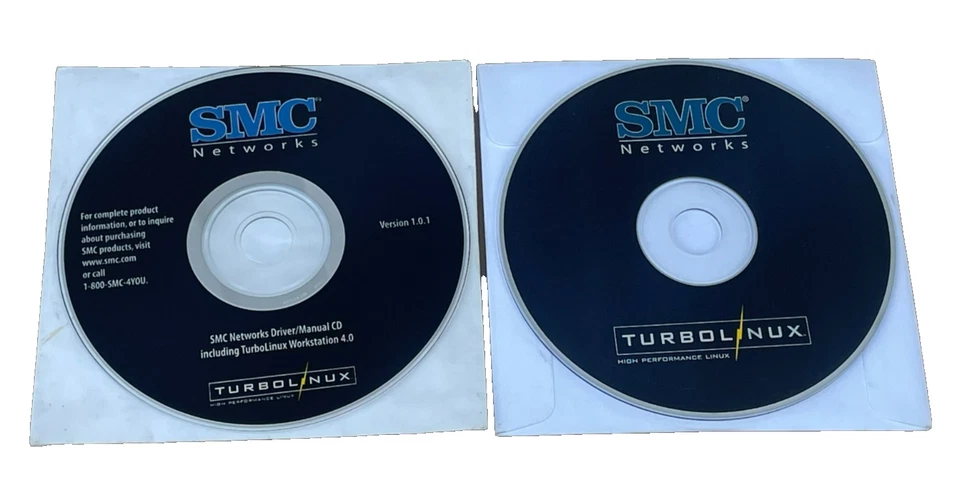 SMC™
Networks
For complete product
information, or to inquire
about purchasing
SMC products, visit
www.smc.com
or call
1-800-SMC-4YOU.
Version 1.0.1
SMC Networks Driver/Manual CD
including TurboLinux Workstation 4.0
TURBOLINUX
HIGH PERFORMANCE LINUX
SMC®
Networks
TURBOLINUX
HIGH PERFORMANCE LINUX